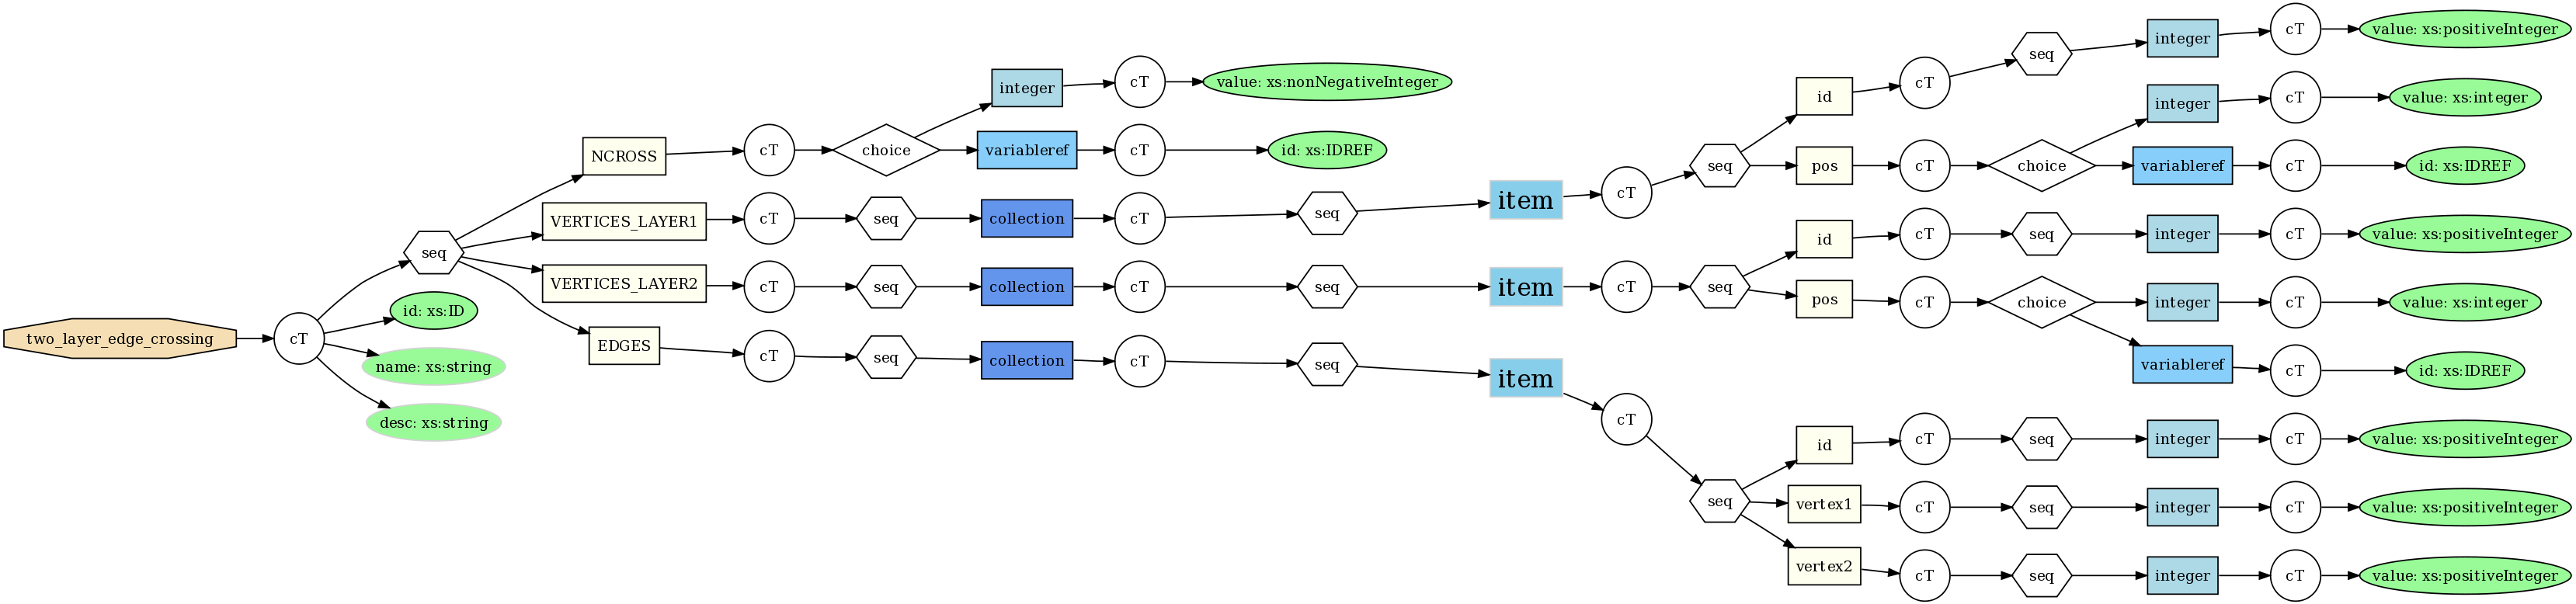 two_layer_edge_crossing
cT
seq
id: xs:ID
name: xs:string
desc: xs:string
NCROSS
cT
choice
integer
cT
value: xs:nonNegativeInteger
variableref
cT
id: xs:IDREF
VERTICES_LAYER1
cT
seq
collection
cT
seq
item
cT
seq
id
cT
seq
integer
cT
value: xs:positiveInteger
pos
cT
choice
integer
cT
value: xs:integer
variableref
cT
id: xs:IDREF
VERTICES_LAYER2
cT
seq
collection
cT
seq
item
cT
seq
id
cT
seq
integer
cT
value: xs:positiveInteger
pos
cT
choice
integer
cT
value: xs:integer
variableref
cT
id: xs:IDREF
EDGES
cT
seq
collection
cT
seq
item
cT
seq
id
cT
seq
integer
cT
value: xs:positiveInteger
vertex1
cT
seq
integer
cT
value: xs:positiveInteger
vertex2
cT
seq
integer
cT
value: xs:positiveInteger